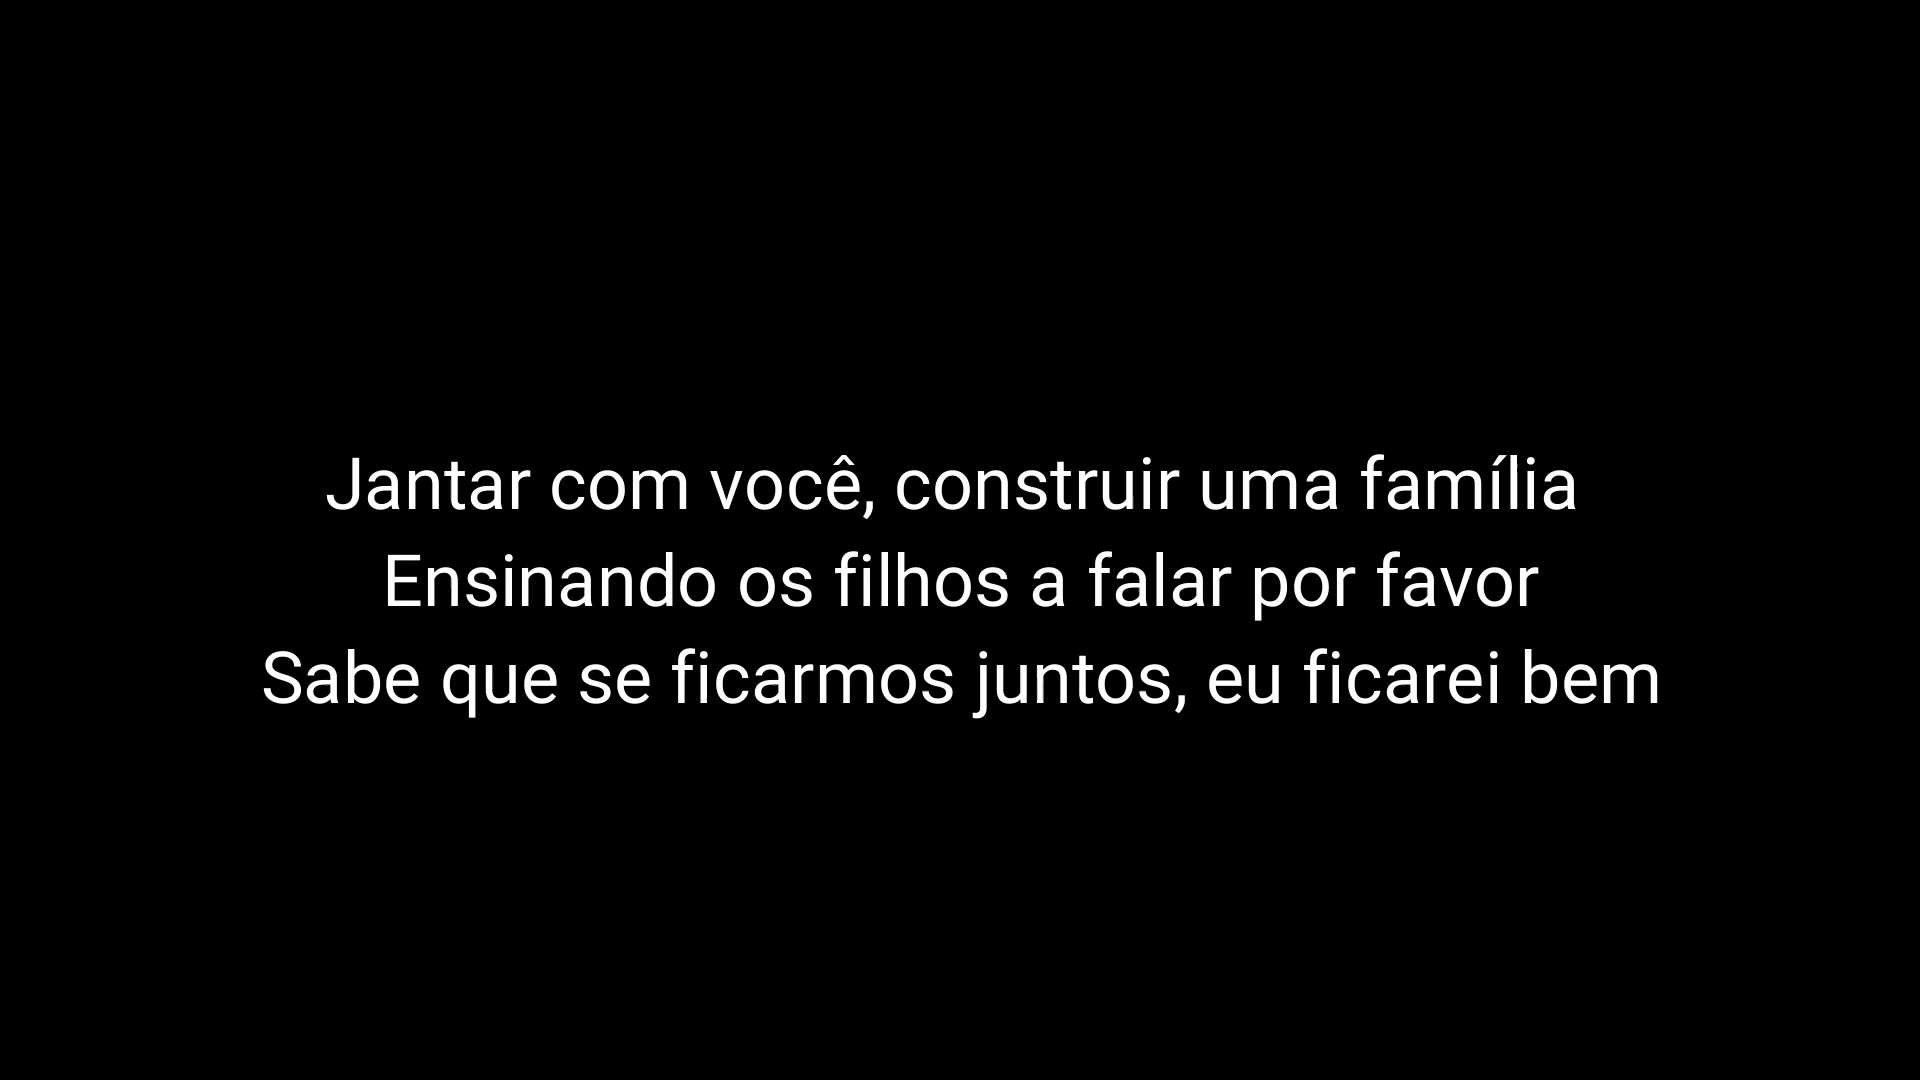 Jantar com você, construir uma família
Ensinando os filhos a falar por favor
Sabe que se ficarmos juntos, eu ficarei bem